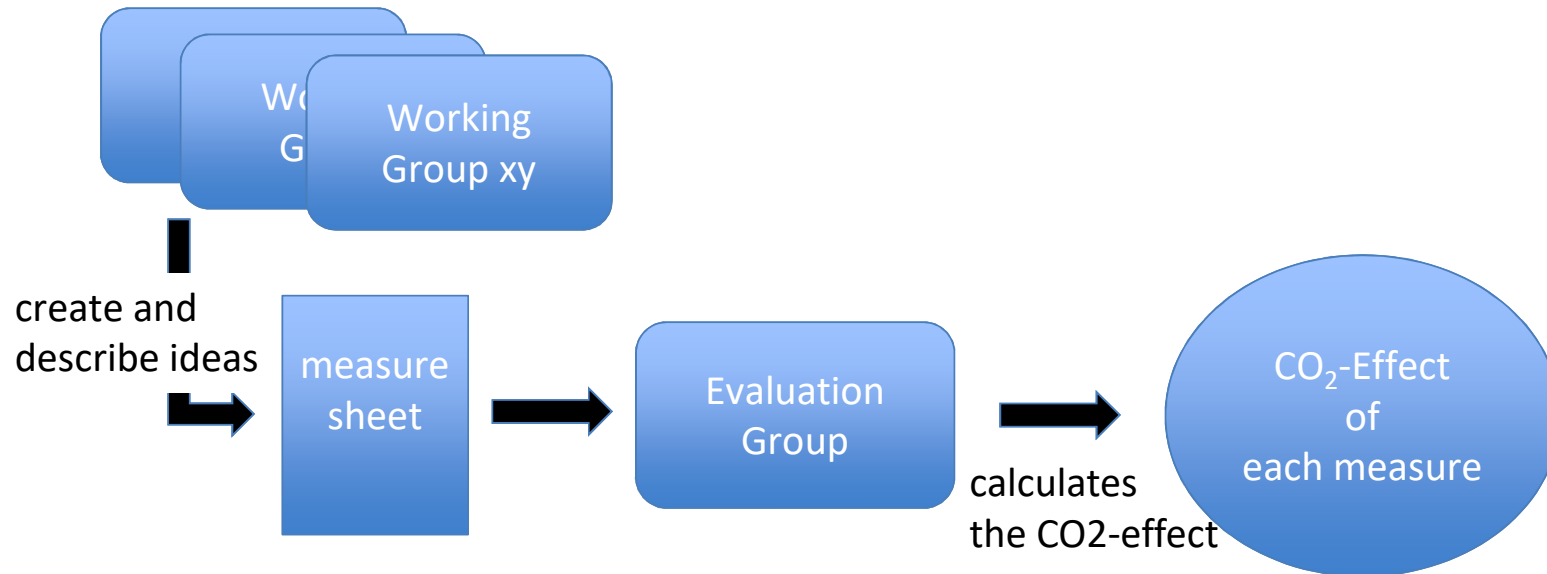 Working
Group xy
create and
describe ideas
measure
sheet
Evaluation
Group
calculates
the CO2-effect
CO₂-Effect
of
each measure